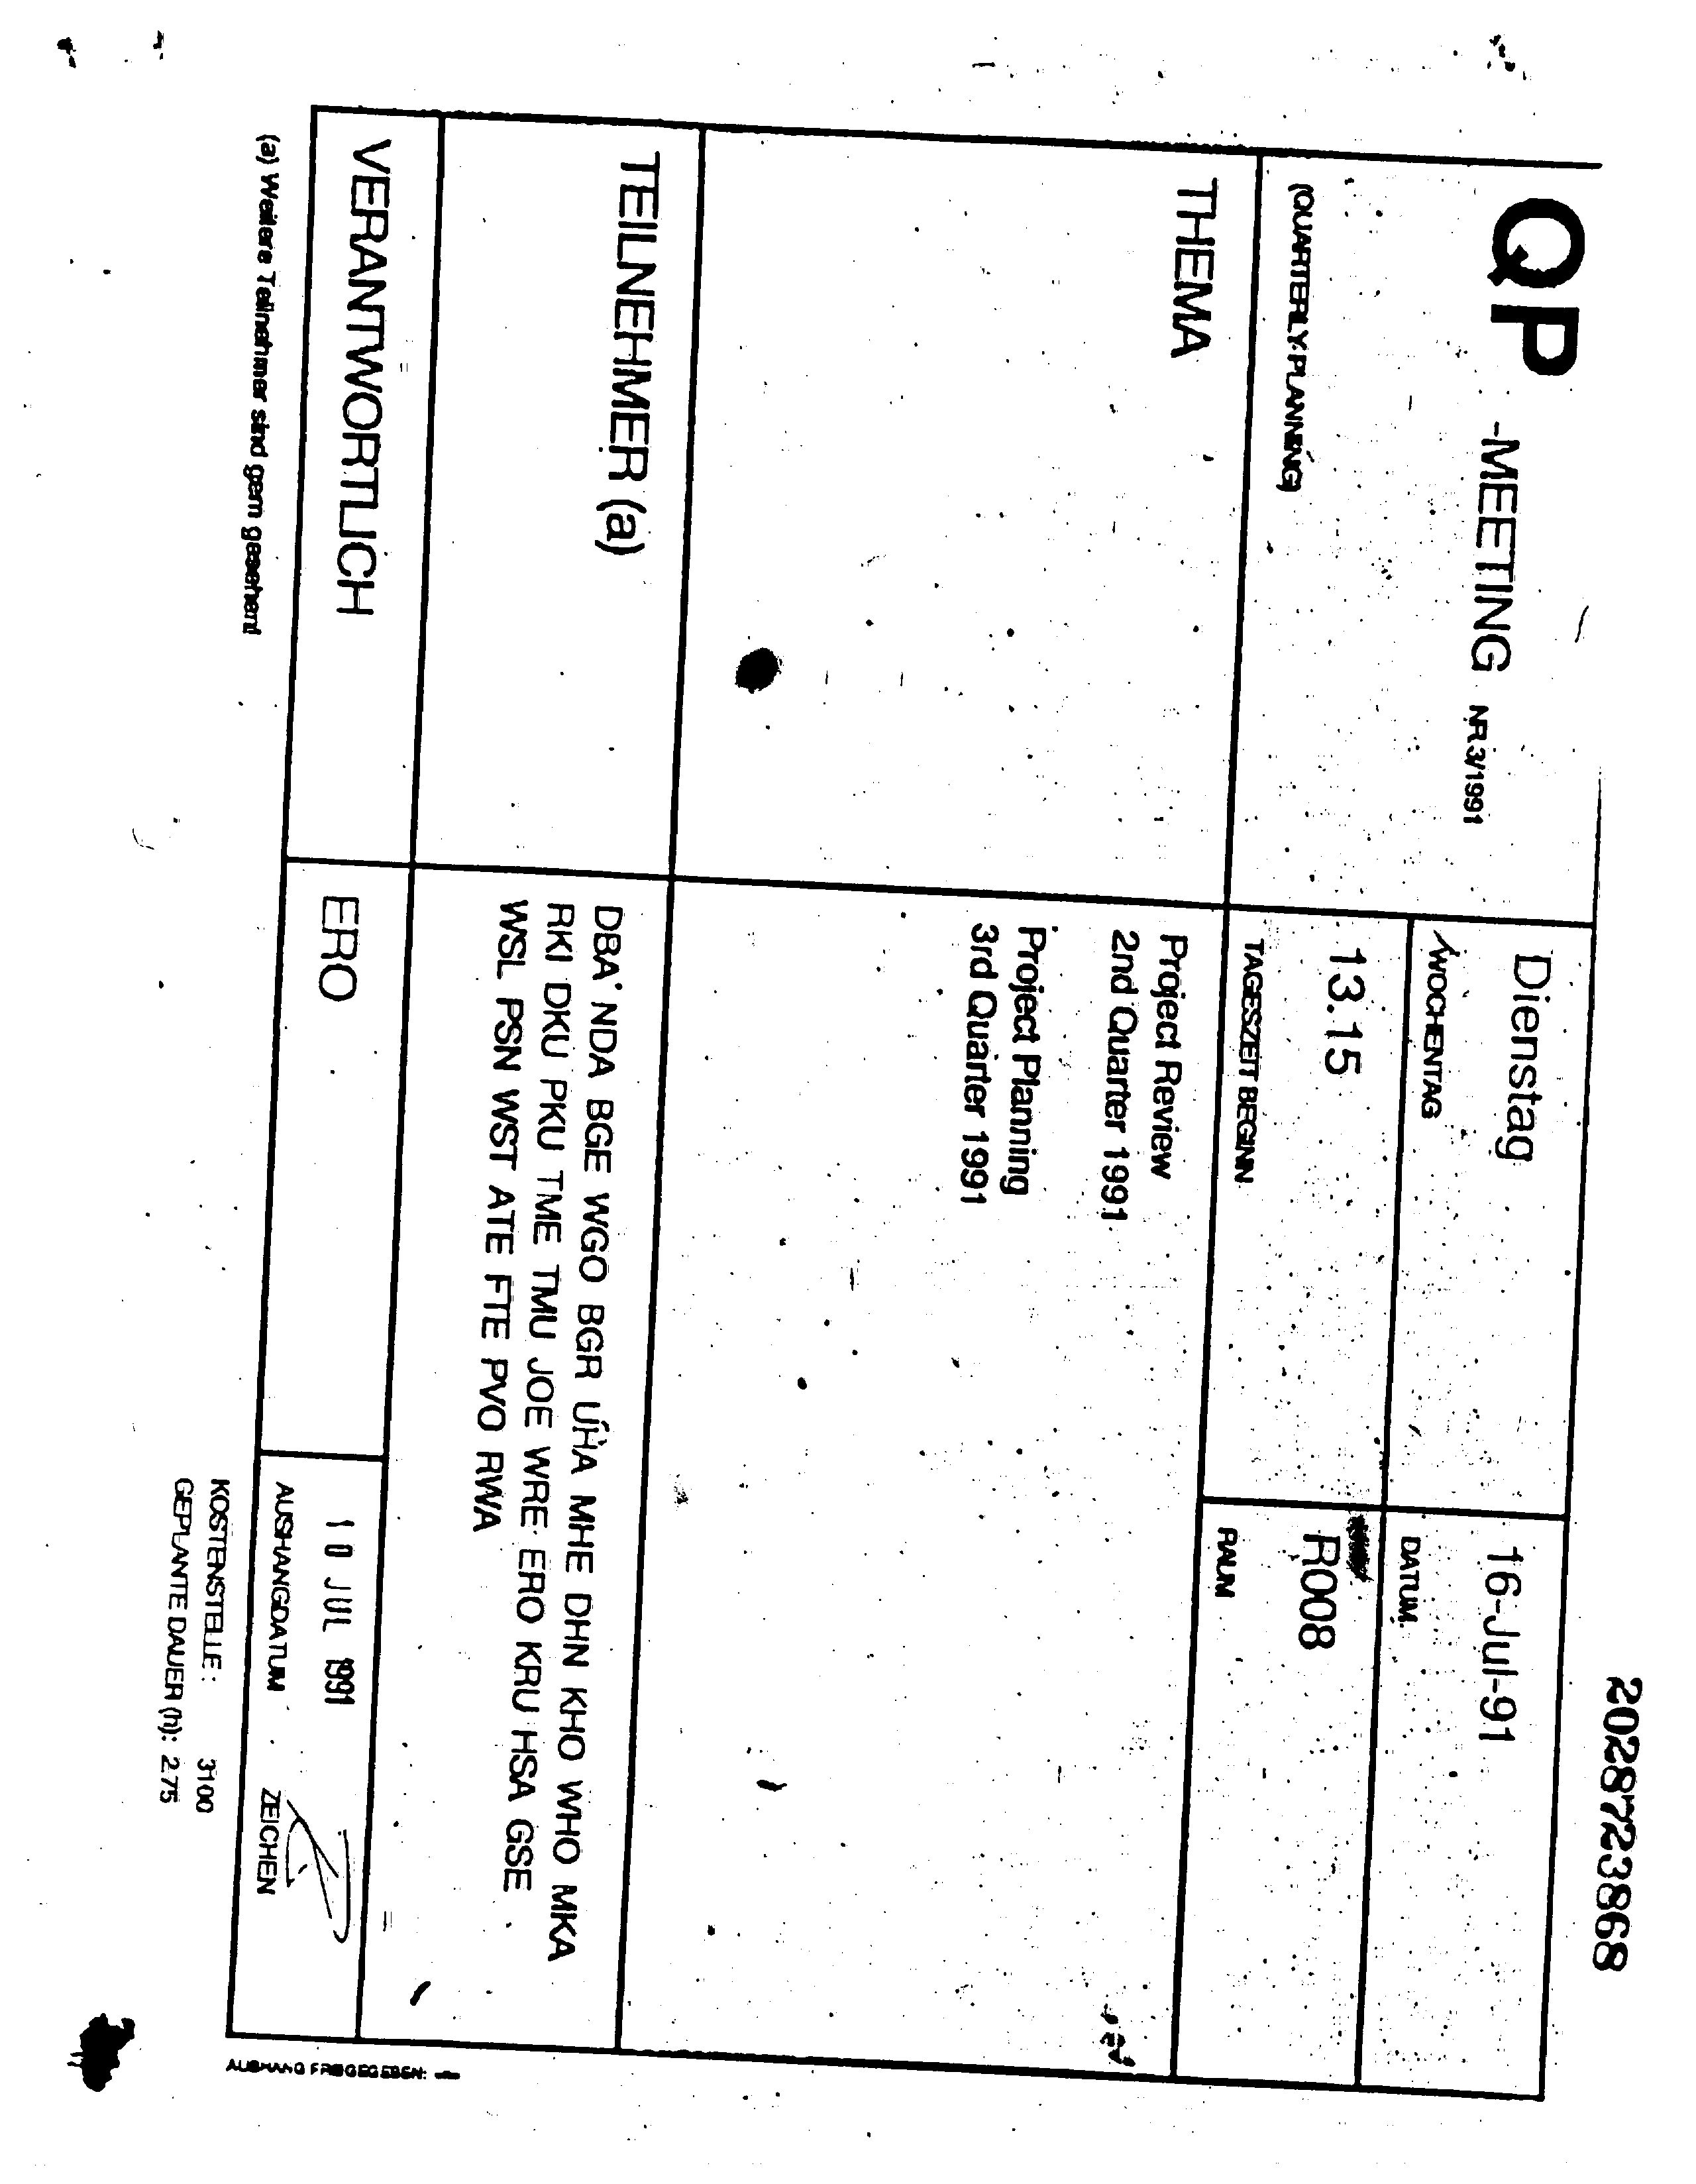 2028723868
QP -MEETING NR.3/1991
(QUARTERLY PLANNING)
Dienstag
WOCHENTAG
16-Jul-91
DATUM
13.15
TAGESZEIT BEGINN
R008
RAUM
THEMA
Project Review
2nd Quarter 1991
Project Planning
3rd Quarter 1991
TEILNEHMER (a)
DBA NDA BGE WGO BGR UHA MHE DHN KHO WHO MKA
RKI DKU PKU TME TMU JOE WRE ERO KRU HSA GSE
WSL PSN WST ATE FTE PVO RWA
VERANTWORTLICH
ERO
10 JUL 1991
AUSHANGDATUM
ZEICHEN
(a) Weitere Teilnehmer sind gern gesehen!
KOSTENSTELLE : 3100
GEPLANTE DAUER (h): 2.75
AUSHANG FREIGEGEBEN: